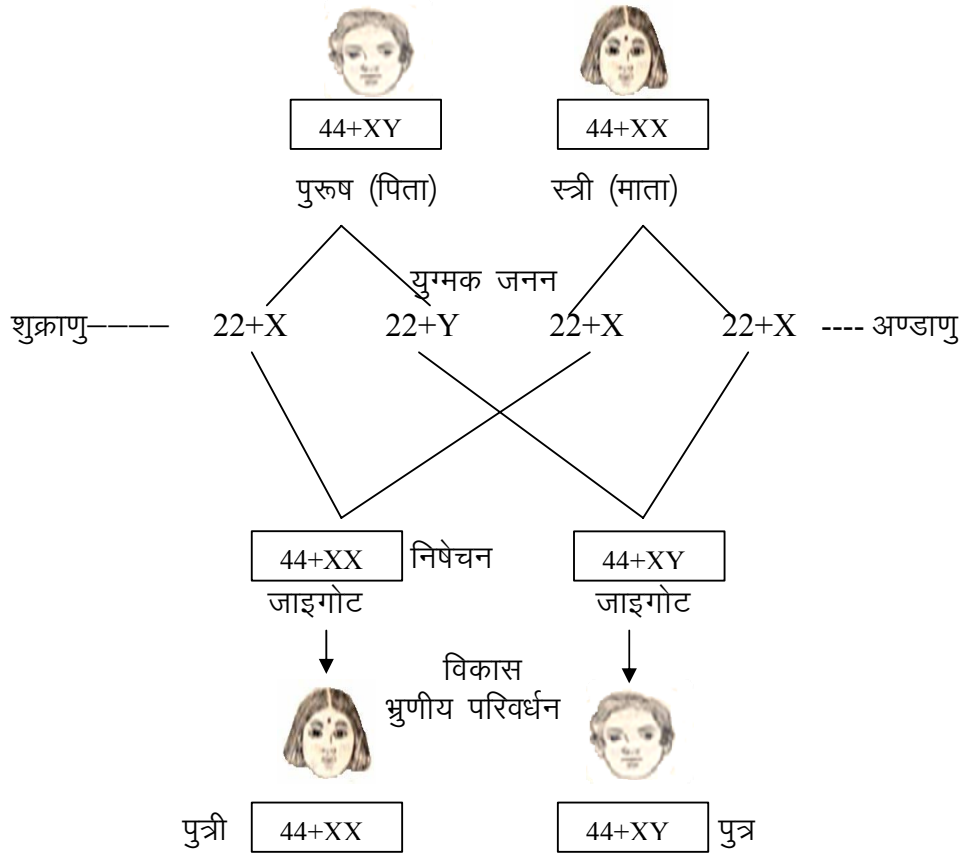 44+XY 44+XX
पुरूष (पिता) स्त्री (माता)
युग्मक जनन
शुक्राणु–––– 22+X 22+Y 22+X 22+X ---- अण्डाणु
44+XX निषेचन 44+XY
जाइगोट जाइगोट
विकास
भ्रुणीय परिवर्धन
पुत्री 44+XX 44+XY पुत्र